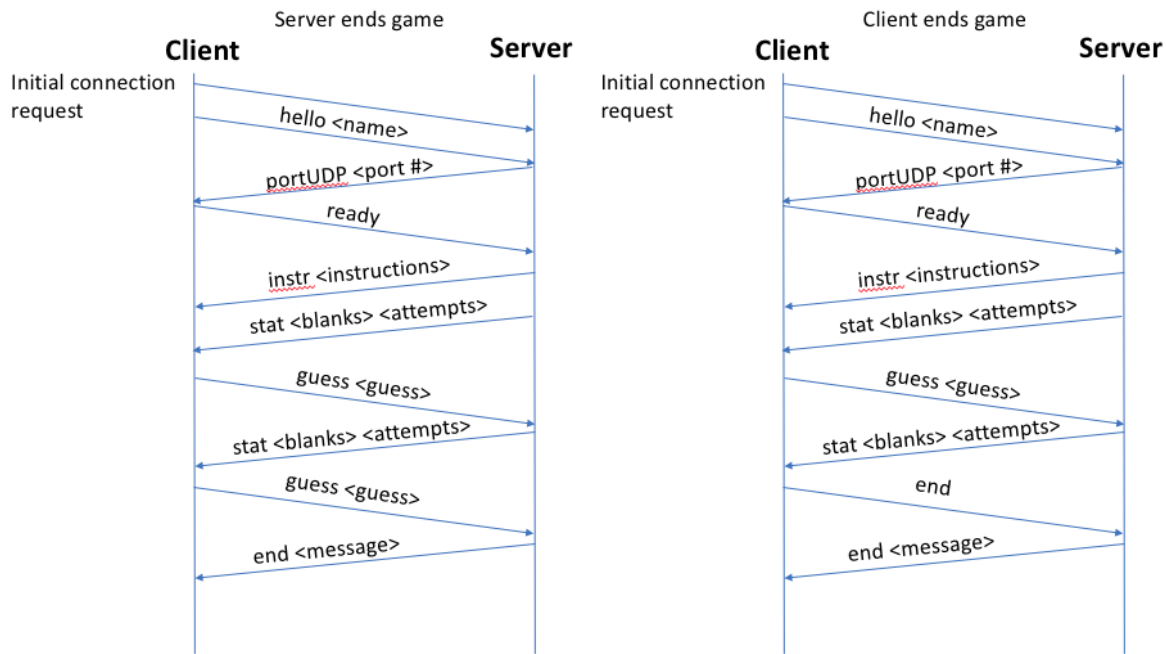 Server ends game
Client
Server
Initial connection
request
hello <name>
portUDP <port #>
ready
instr <instructions>
stat <blanks> <attempts>
guess <guess>
stat <blanks> <attempts>
guess <guess>
end <message>
Client ends game
Client
Server
Initial connection
request
hello <name>
portUDP <port #>
ready
instr <instructions>
stat <blanks> <attempts>
guess <guess>
stat <blanks> <attempts>
end
end <message>